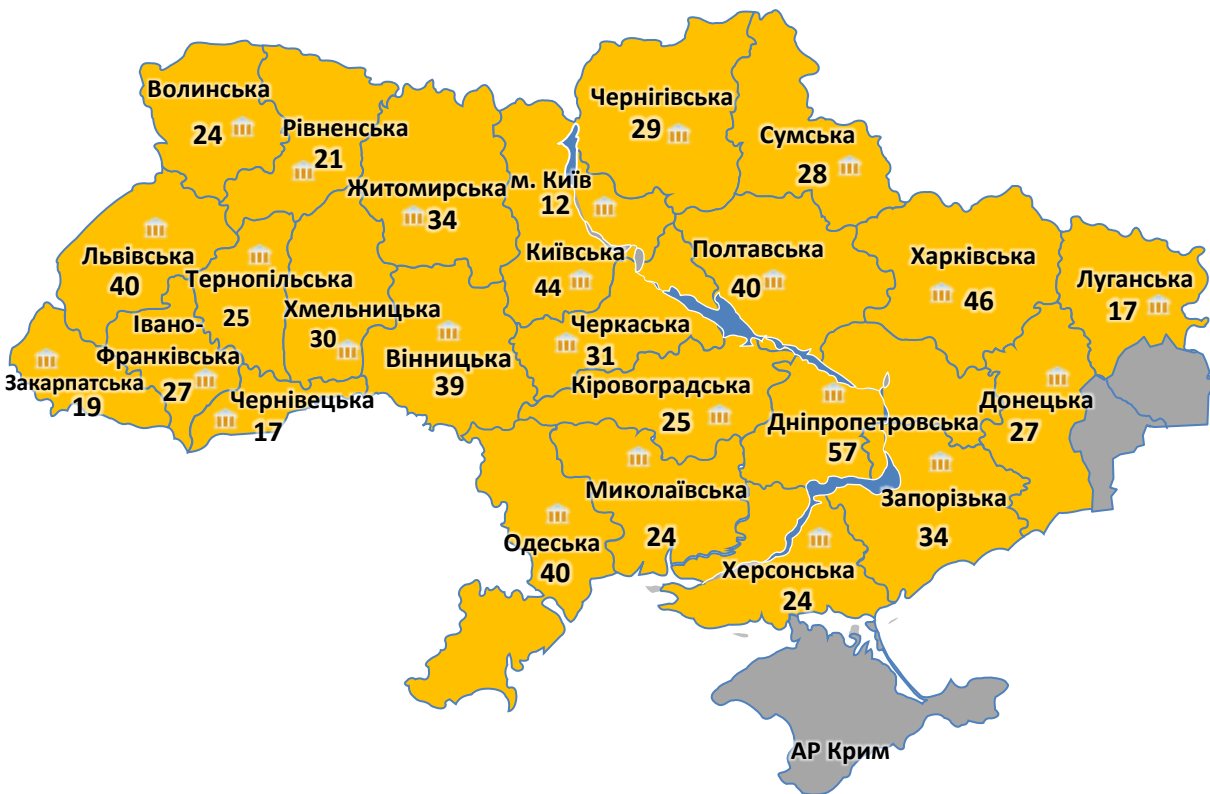 Волинська
24
Рівненська
21
Житомирська
34
м. Київ
12
Київська
44
Чернігівська
29
Сумська
28
Львівська
40
Тернопільська
25
Хмельницька
30
Івано-
Франківська
27
Закарпатська
19
Чернівецька
17
Вінницька
39
Черкаська
31
Полтавська
40
Харківська
46
Луганська
17
Кіровоградська
25
Дніпропетровська
57
Донецька
27
Одеська
40
Миколаївська
24
Запорізька
34
Херсонська
24
АР Крим